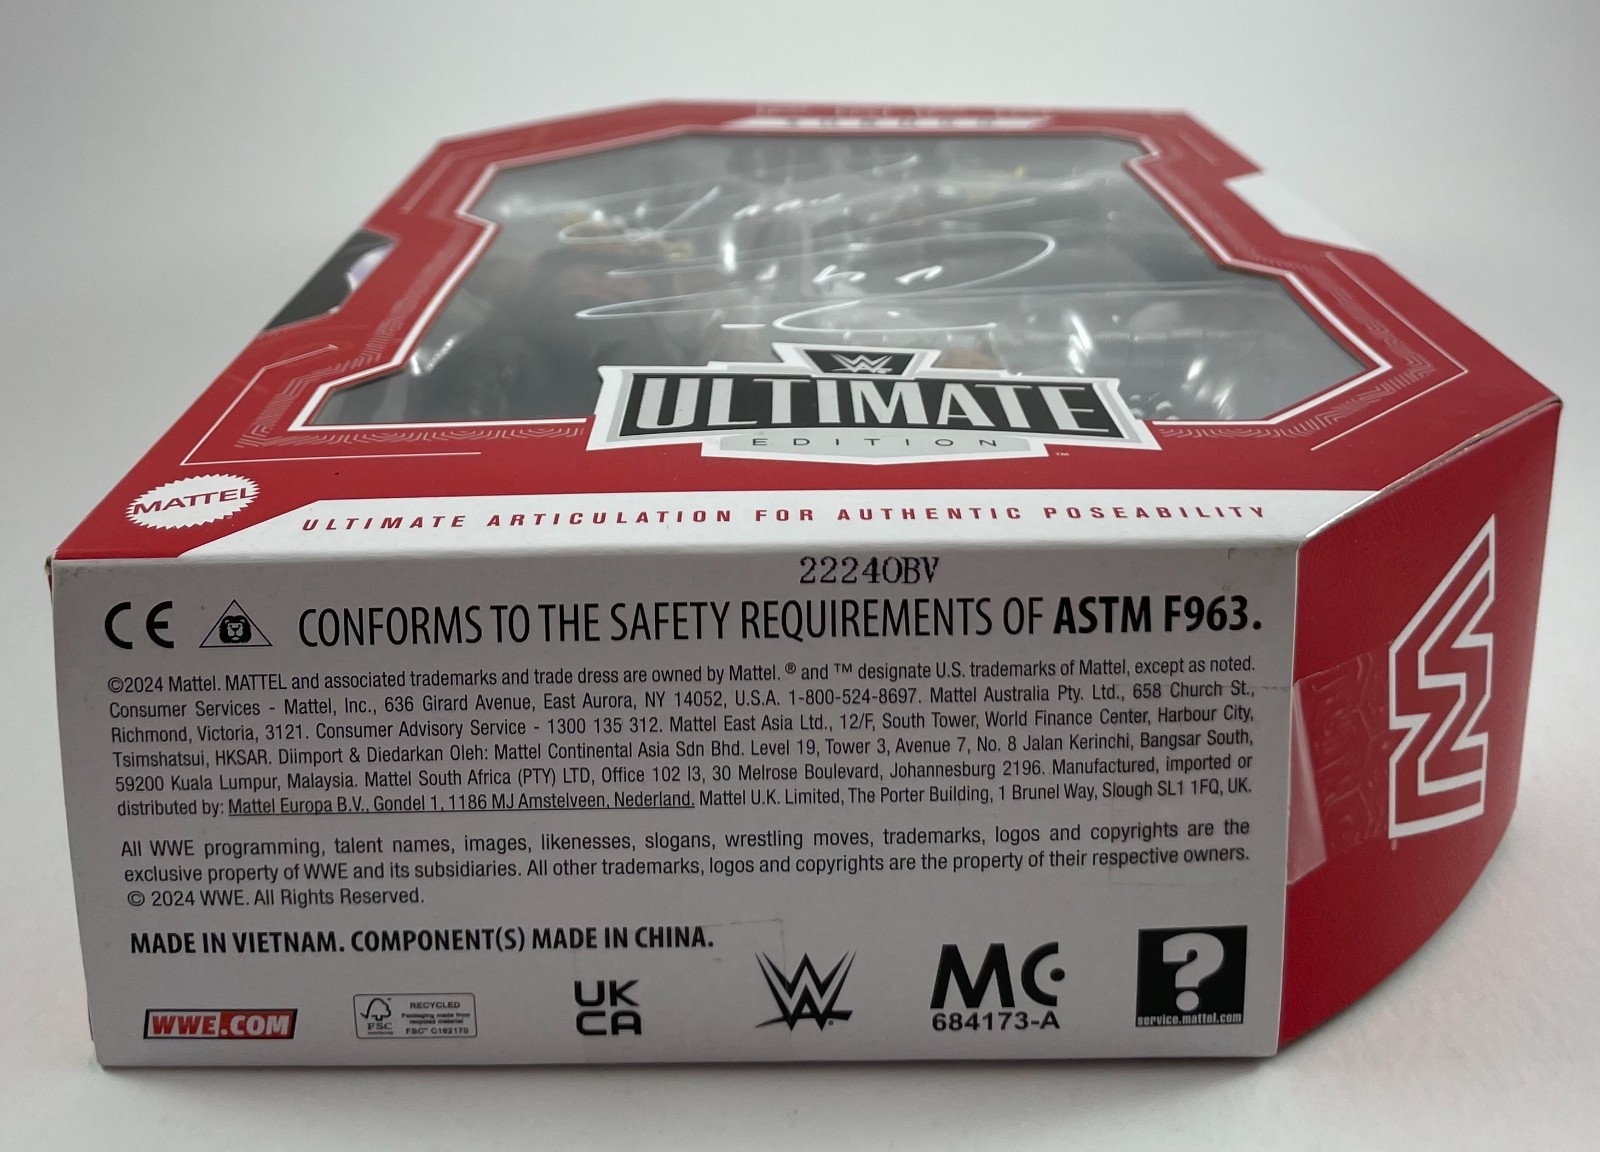 ULTIMATE
EDITION
TM
MATTEL
ULTIMATE ARTICULATION FOR AUTHENTIC POSEABILITY
22240BV
CE CONFORMS TO THE SAFETY REQUIREMENTS OF ASTM F963.
©2024 Mattel. MATTEL and associated trademarks and trade dress are owned by Mattel. ® and ™ designate U.S. trademarks of Mattel, except as noted.
Consumer Services - Mattel, Inc., 636 Girard Avenue, East Aurora, NY 14052, U.S.A. 1-800-524-8697. Mattel Australia Pty. Ltd., 658 Church St.,
Richmond, Victoria, 3121. Consumer Advisory Service - 1300 135 312. Mattel East Asia Ltd., 12/F, South Tower, World Finance Center, Harbour City,
Tsimshatsui, HKSAR. Diimport & Diedarkan Oleh: Mattel Continental Asia Sdn Bhd. Level 19, Tower 3, Avenue 7, No. 8 Jalan Kerinchi, Bangsar South,
59200 Kuala Lumpur, Malaysia. Mattel South Africa (PTY) LTD, Office 102 I3, 30 Melrose Boulevard, Johannesburg 2196. Manufactured, imported or
distributed by: Mattel Europa B.V., Gondel 1, 1186 MJ Amstelveen, Nederland. Mattel U.K. Limited, The Porter Building, 1 Brunel Way, Slough SL1 1FQ, UK.
All WWE programming, talent names, images, likenesses, slogans, wrestling moves, trademarks, logos and copyrights are the
exclusive property of WWE and its subsidiaries. All other trademarks, logos and copyrights are the property of their respective owners.
© 2024 WWE. All Rights Reserved.
MADE IN VIETNAM. COMPONENT(S) MADE IN CHINA.
WWE.COM
FSC
RECYCLED
Packaging made from
recycled material
FSC® C162170
UK
CA
W
MC
684173-A
?
service.mattel.com